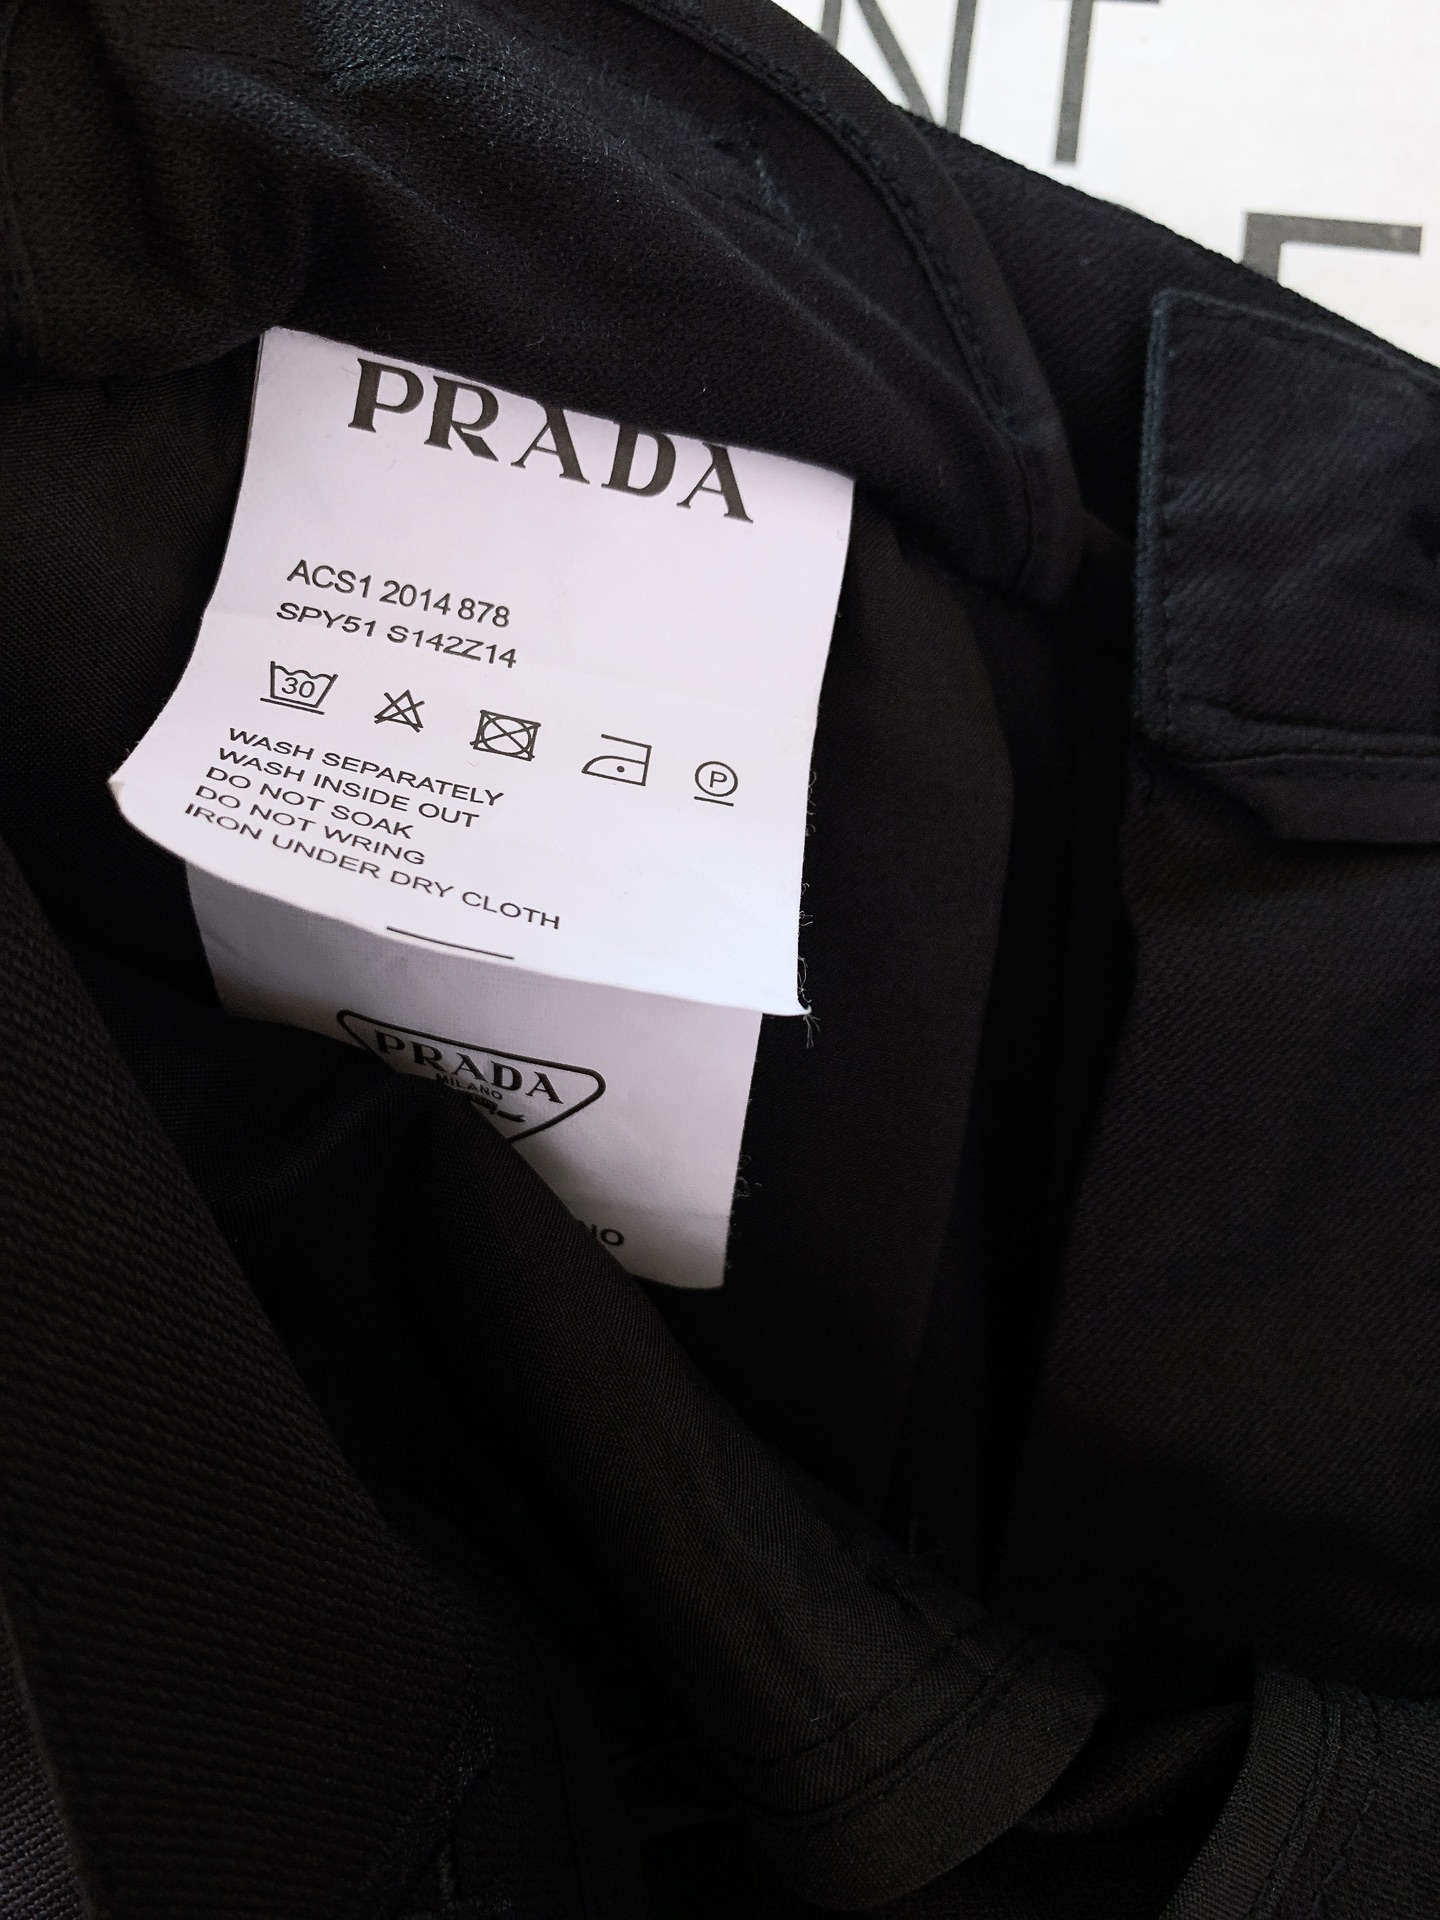 NT
PRADA
ACS1 2014 878
SPY51 S142Z14
30
P
WASH SEPARATELY
WASH INSIDE OUT
DO NOT SOAK
DO NOT WRING
IRON UNDER DRY CLOTH
PRADA
MILANO